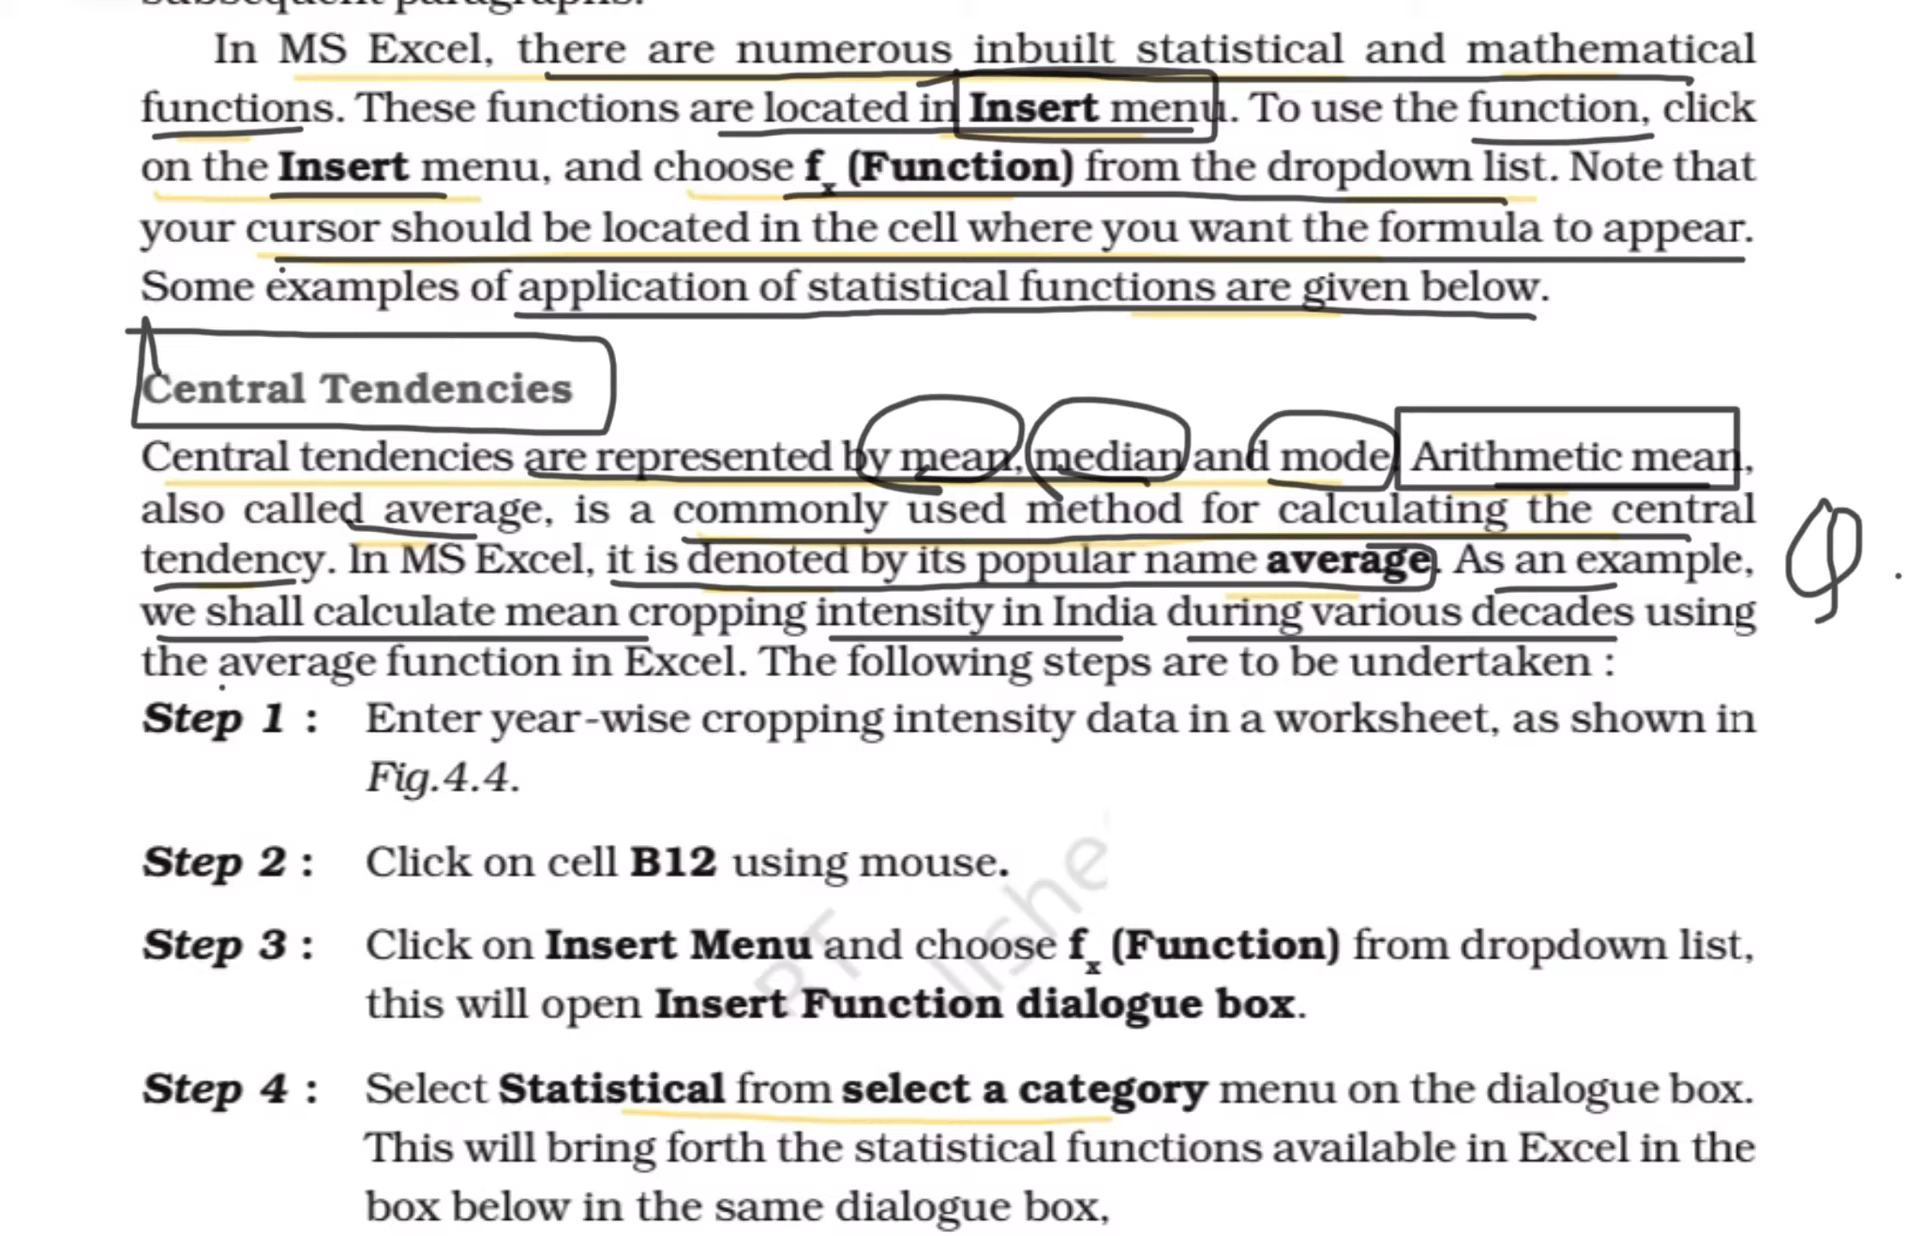 subsequent paragraphs.
In MS Excel, there are numerous inbuilt statistical and mathematical
functions. These functions are located in Insert menu. To use the function, click
on the Insert menu, and choose fx (Function) from the dropdown list. Note that
your cursor should be located in the cell where you want the formula to appear.
Some examples of application of statistical functions are given below.
Central Tendencies
Central tendencies are represented by mean, median and mode. Arithmetic mean,
also called average, is a commonly used method for calculating the central
tendency. In MS Excel, it is denoted by its popular name average. As an example,
we shall calculate mean cropping intensity in India during various decades using
the average function in Excel. The following steps are to be undertaken :
Step 1 : Enter year-wise cropping intensity data in a worksheet, as shown in
Fig.4.4.
Step 2 : Click on cell B12 using mouse.
Step 3 : Click on Insert Menu and choose fx (Function) from dropdown list,
this will open Insert Function dialogue box.
Step 4 : Select Statistical from select a category menu on the dialogue box.
This will bring forth the statistical functions available in Excel in the
box below in the same dialogue box,